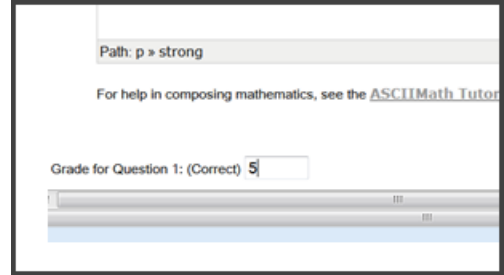 Path: p » strong
For help in composing mathematics, see the ASCIIMath Tutor
Grade for Question 1: (Correct) 5